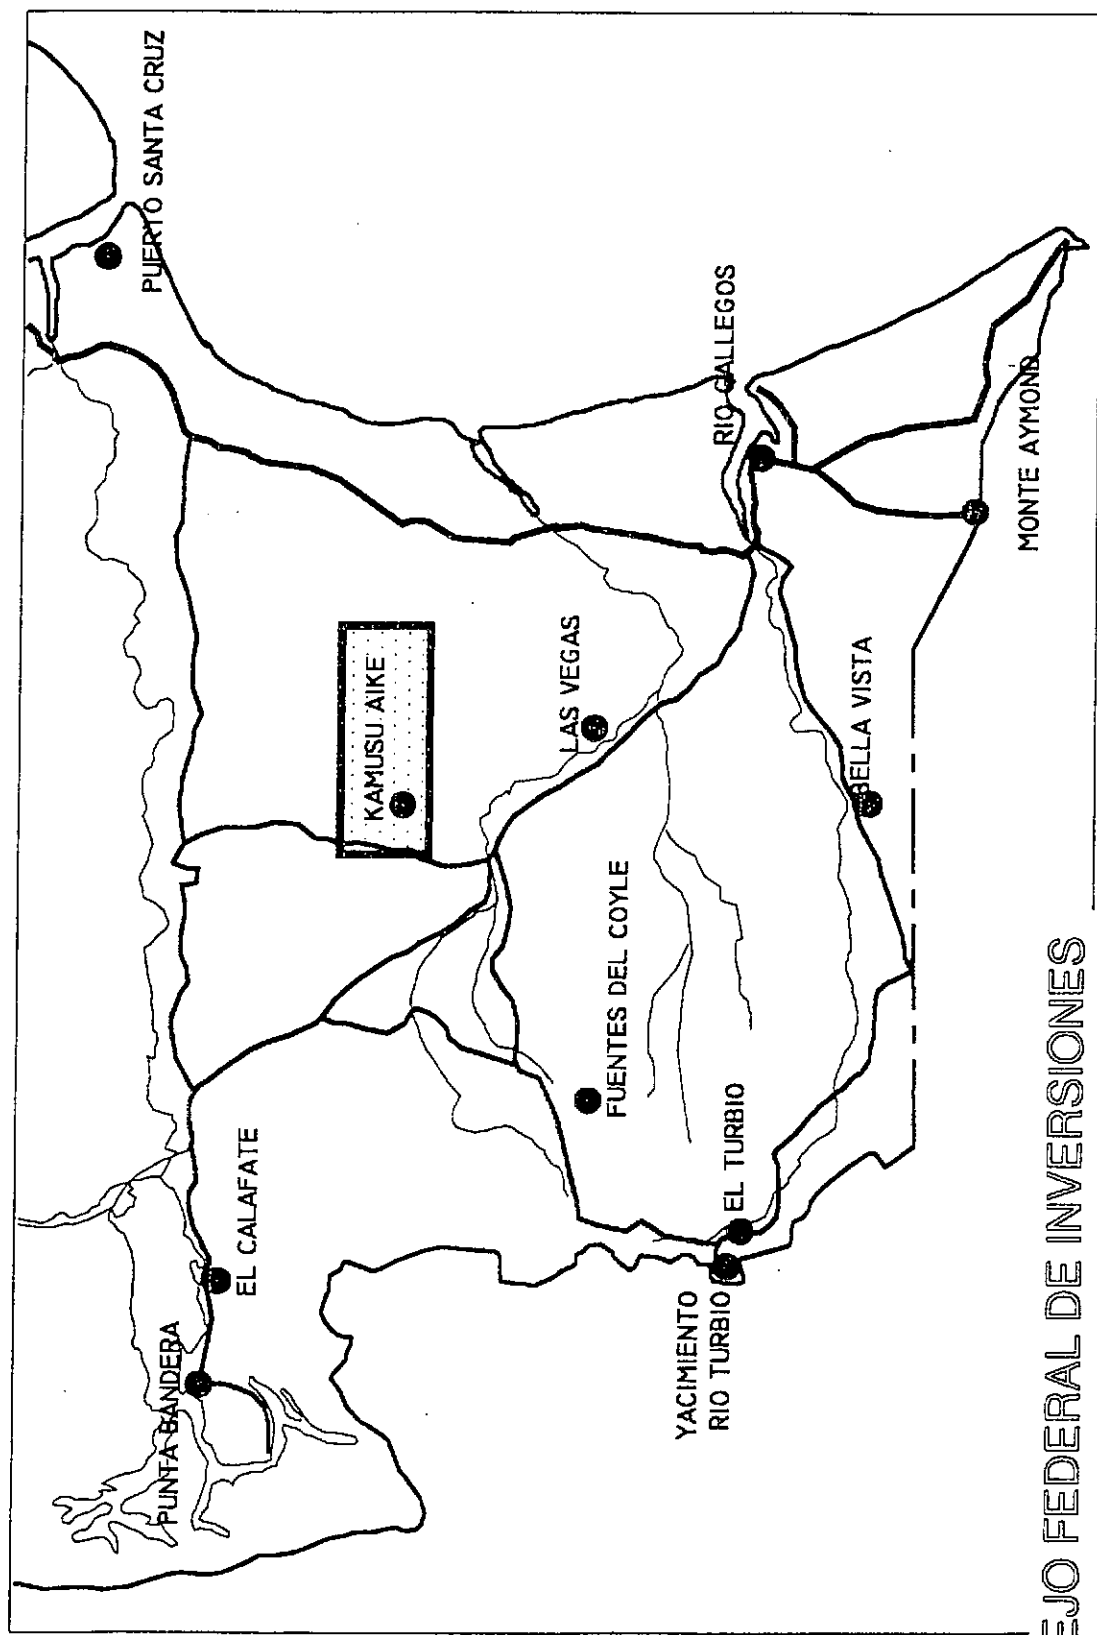 PUERTO SANTA CRUZ
PUNTA BANDERA
EL CALAFATE
KAMUSU AIKE
LAS VEGAS
FUENTES DEL COYLE
RIO GALLEGOS
YACIMIENTO
RIO TURBIO
EL TURBIO
BELLA VISTA
MONTE AYMOND
EJO FEDERAL DE INVERSIONES